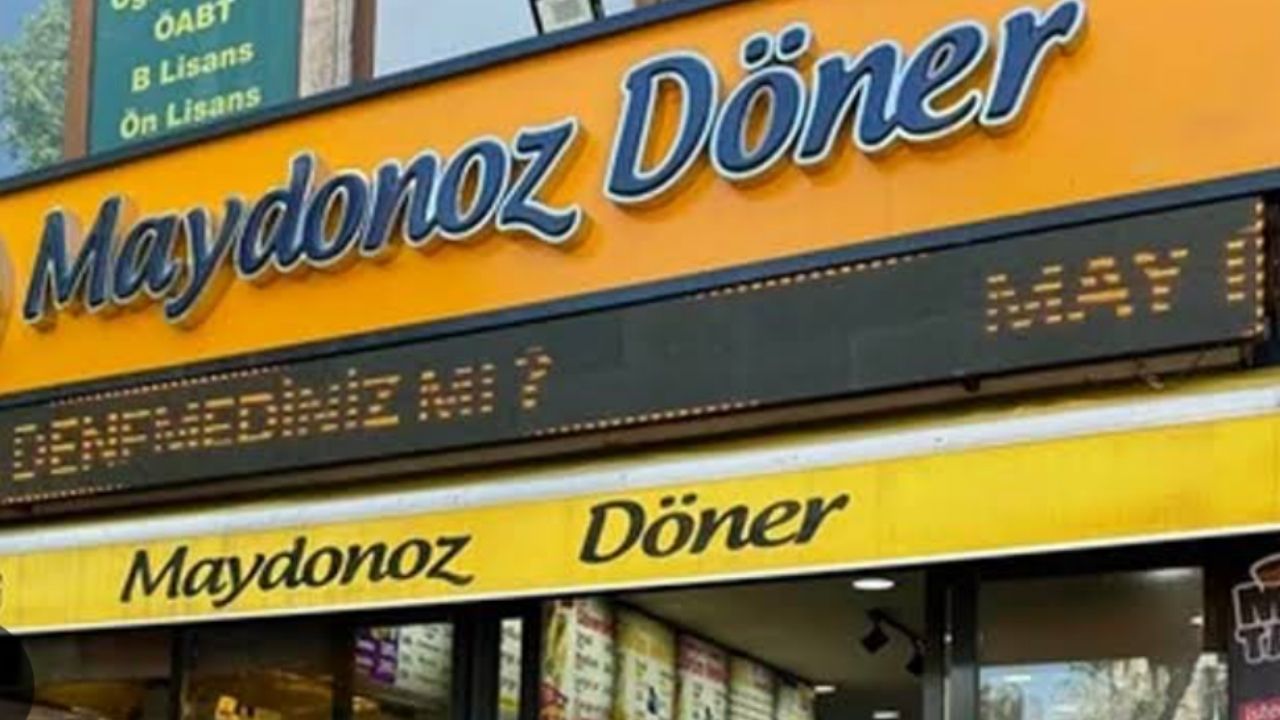 ÖABT
B Lisans
Ön Lisans
Maydonoz Döner
DENEMEDİNİZ Mİ ?
MAY
Maydonoz Döner